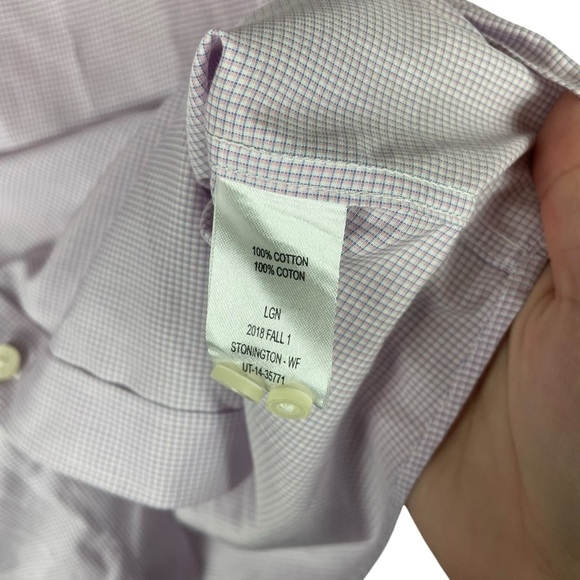 100% COTTON
100% COTON
LGN
2018 FALL 1
STONINGTON - WF
UT-14-35771